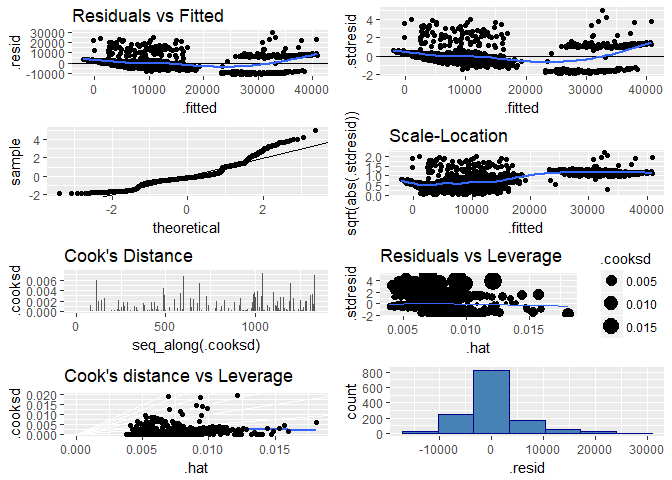 Residuals vs Fitted
.resid
30000
20000
10000
0
-10000
0 10000 20000 30000 40000
.fitted
.stdresid
4
2
0
-2
0 10000 20000 30000 40000
.fitted
sample
4
2
0
-2
-2 0 2
theoretical
Scale-Location
sqrt(abs(.stdresid))
2.0
1.5
1.0
0.5
0.0
0 10000 20000 30000 40000
.fitted
Cook's Distance
.cooksd
0.006
0.004
0.002
0.000
0 500 1000
seq_along(.cooksd)
Residuals vs Leverage
.stdresid
4
2
0
-2
0.005 0.010 0.015
.hat
.cooksd
0.005
0.010
0.015
Cook's distance vs Leverage
.cooksd
0.020
0.015
0.010
0.005
0.000
0.000 0.005 0.010 0.015
.hat
count
800
600
400
200
0
-10000 0 10000 20000 30000
.resid